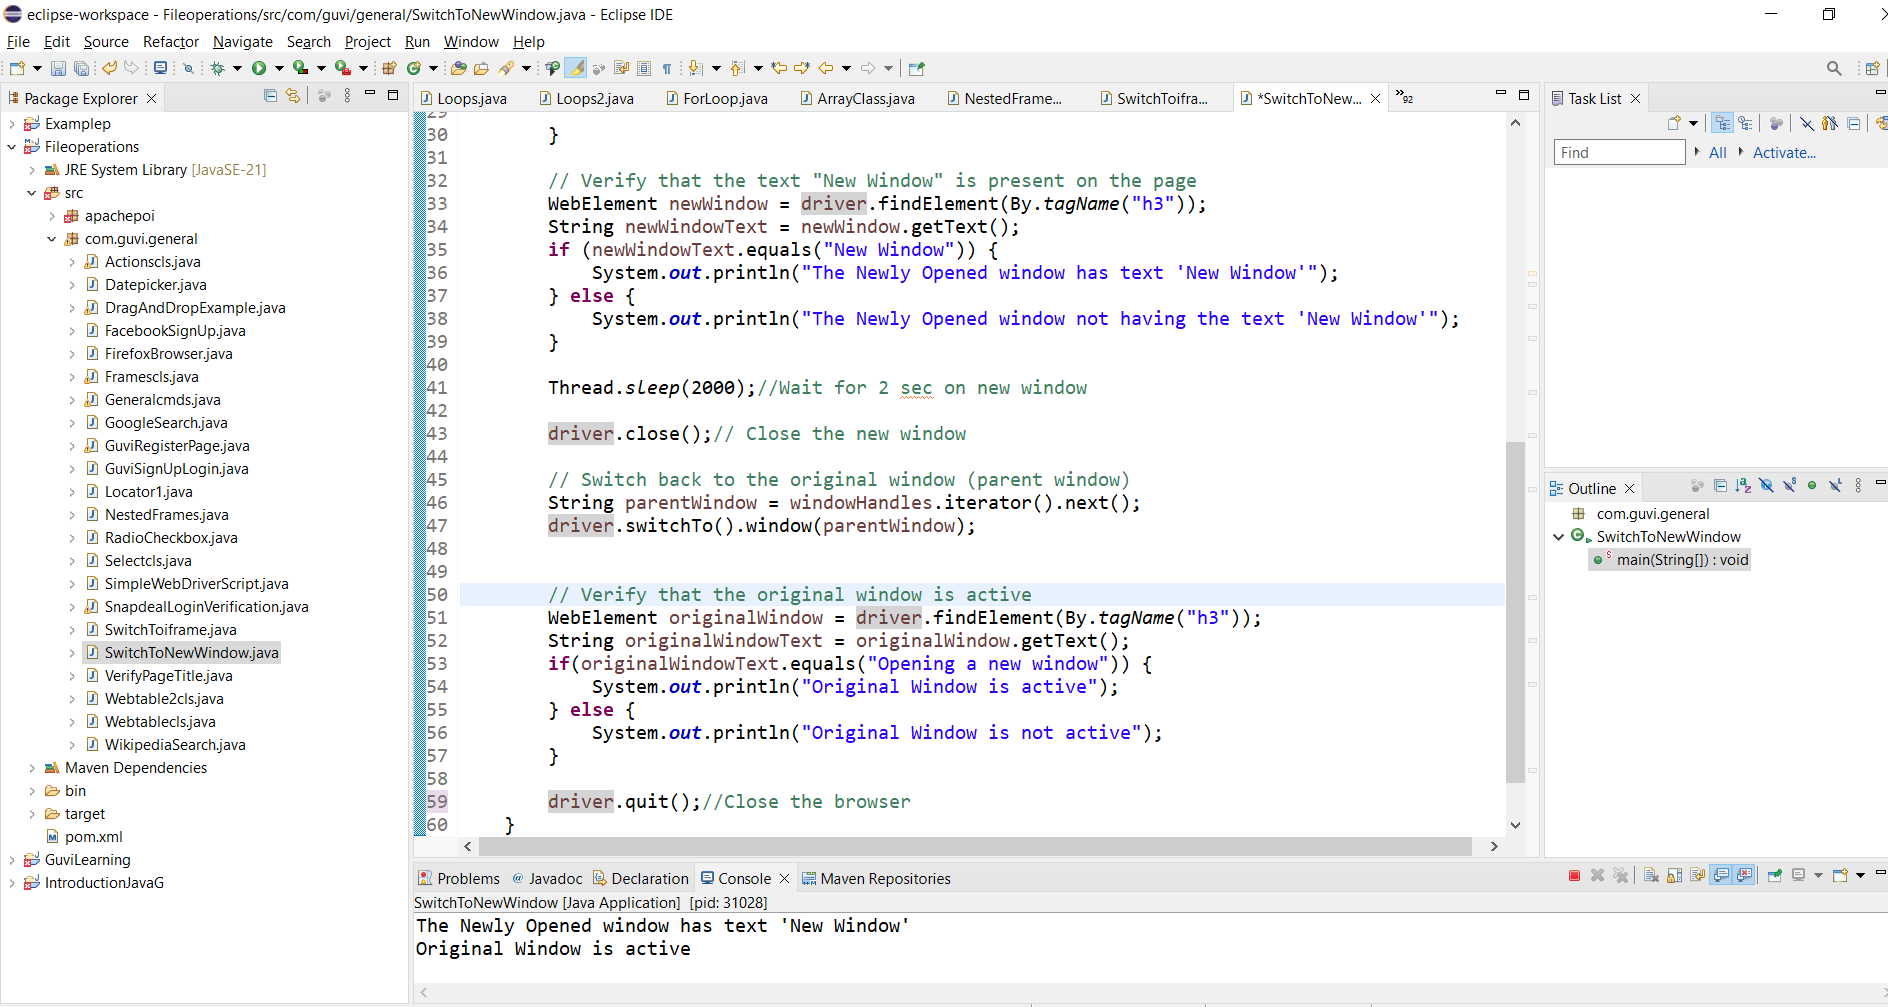 eclipse-workspace - Fileoperations/src/com/guvi/general/SwitchToNewWindow.java - Eclipse IDE
File Edit Source Refactor Navigate Search Project Run Window Help
Package Explorer
Examplep
Fileoperations
JRE System Library [JavaSE-21]
src
apachepoi
com.guvi.general
Actionscls.java
Datepicker.java
DragAndDropExample.java
FacebookSignUp.java
FirefoxBrowser.java
Framescls.java
Generalcmds.java
GoogleSearch.java
GuviRegisterPage.java
GuviSignUpLogin.java
Locator1.java
NestedFrames.java
RadioCheckbox.java
Selectcls.java
SimpleWebDriverScript.java
SnapdealLoginVerification.java
SwitchToiframe.java
SwitchToNewWindow.java
VerifyPageTitle.java
Webtable2cls.java
Webtablecls.java
WikipediaSearch.java
Maven Dependencies
bin
target
pom.xml
GuviLearning
IntroductionJavaG
Loops.java Loops2.java ForLoop.java ArrayClass.java NestedFrame... SwitchToifra... *SwitchToNew... »92
29
30 }
31
32 // Verify that the text "New Window" is present on the page
33 WebElement newWindow = driver.findElement(By.tagName("h3"));
34 String newWindowText = newWindow.getText();
35 if (newWindowText.equals("New Window")) {
36 System.out.println("The Newly Opened window has text 'New Window'");
37 } else {
38 System.out.println("The Newly Opened window not having the text 'New Window'");
39 }
40
41 Thread.sleep(2000);//Wait for 2 sec on new window
42
43 driver.close();// Close the new window
44
45 // Switch back to the original window (parent window)
46 String parentWindow = windowHandles.iterator().next();
47 driver.switchTo().window(parentWindow);
48
49
50 // Verify that the original window is active
51 WebElement originalWindow = driver.findElement(By.tagName("h3"));
52 String originalWindowText = originalWindow.getText();
53 if(originalWindowText.equals("Opening a new window")) {
54 System.out.println("Original Window is active");
55 } else {
56 System.out.println("Original Window is not active");
57 }
58
59 driver.quit();//Close the browser
60 }
Task List
Find All Activate...
Outline
com.guvi.general
SwitchToNewWindow
main(String[]) : void
Problems Javadoc Declaration Console Maven Repositories
SwitchToNewWindow [Java Application] [pid: 31028]
The Newly Opened window has text 'New Window'
Original Window is active